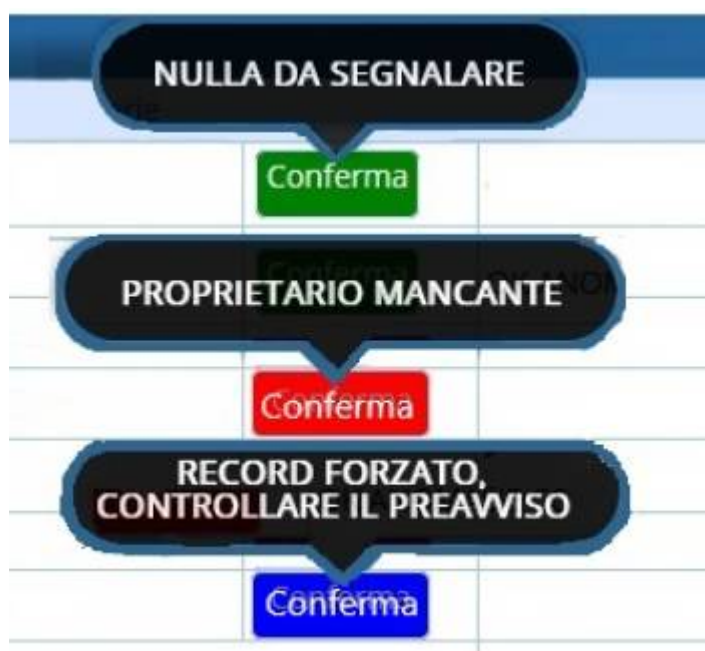 NULLA DA SEGNALARE
Conferma
PROPRIETARIO MANCANTE
Conferma
RECORD FORZATO,
CONTROLLARE IL PREAVVISO
Conferma